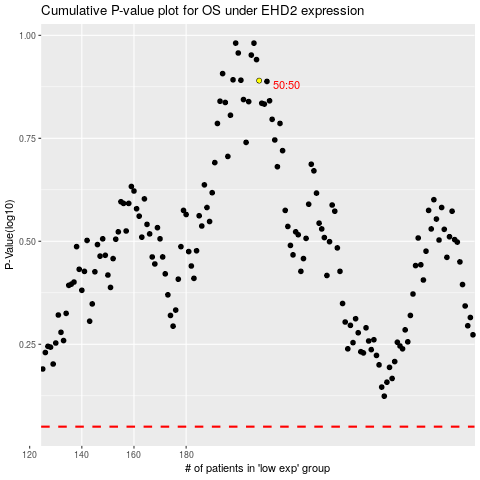 Cumulative P-value plot for OS under EHD2 expression
1.00
50:50
0.75
P-Value(log10)
0.50
0.25
120 140 160 180
# of patients in 'low exp' group